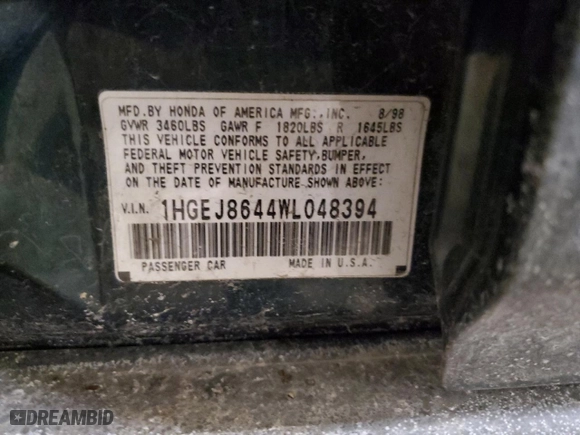 MFD.BY HONDA OF AMERICA MFG.,INC. 8/98
GVWR 3460LBS GAWR F 1820LBS R 1645LBS
THIS VEHICLE CONFORMS TO ALL APPLICABLE
FEDERAL MOTOR VEHICLE SAFETY,BUMPER,
AND THEFT PREVENTION STANDARDS IN EFFECT
ON THE DATE OF MANUFACTURE SHOWN ABOVE:
V.I.N. 1HGEJ8644WL048394
PASSENGER CAR MADE IN U.S.A.
DREAMBID